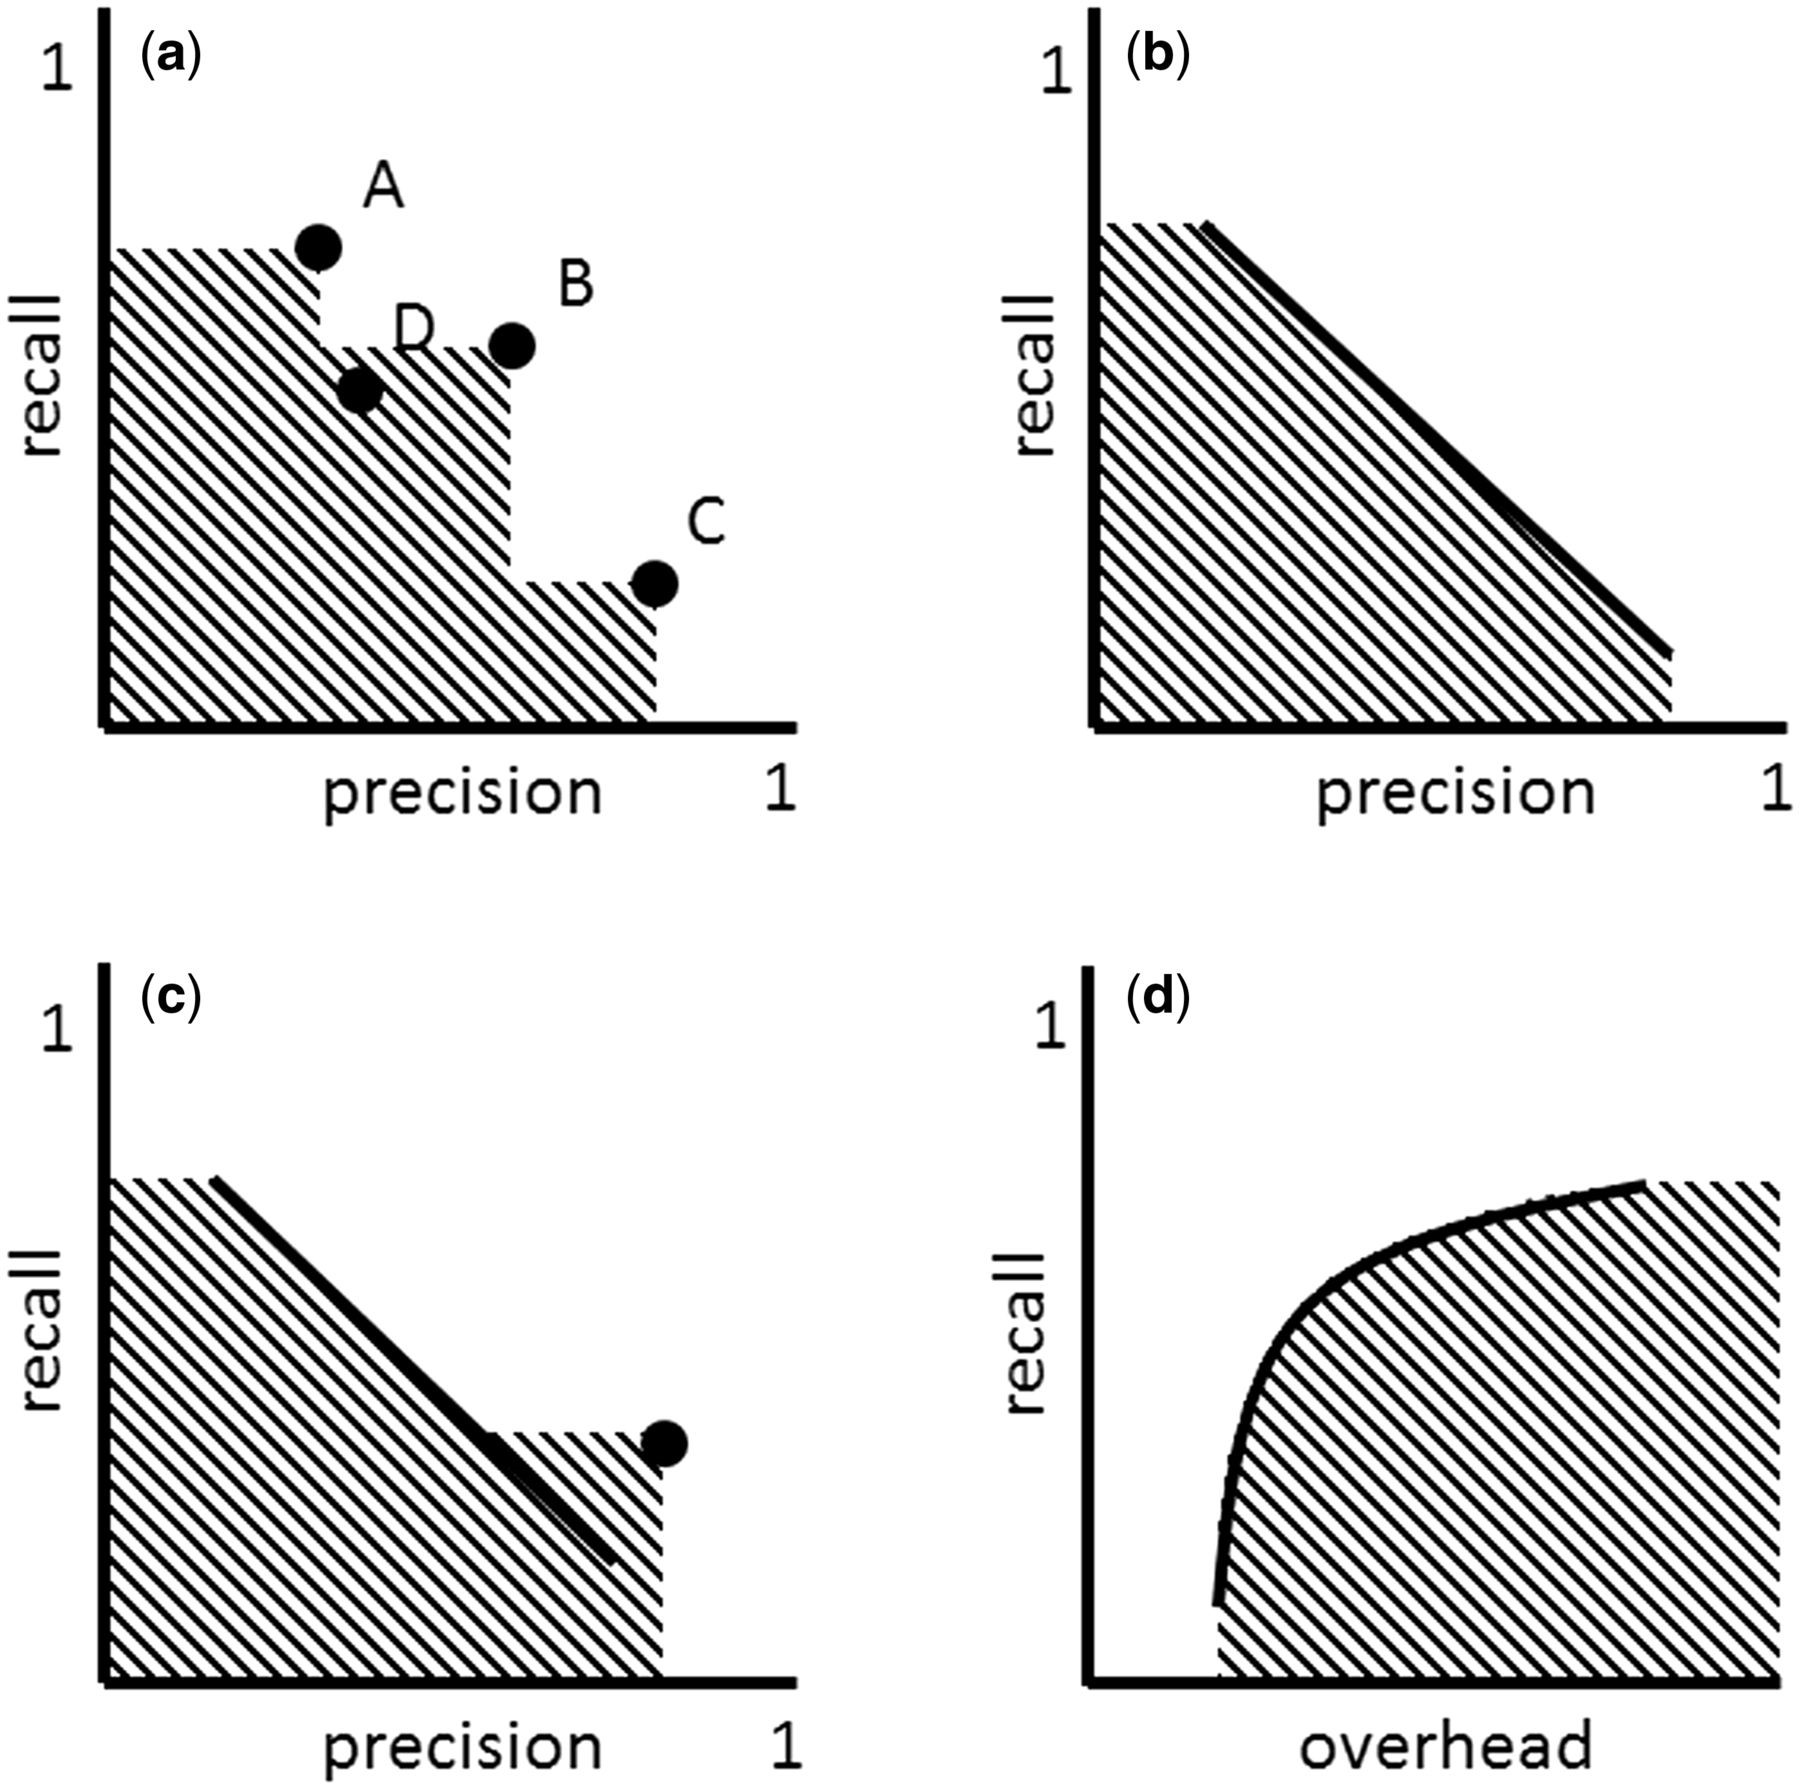 (a)
1
A
B
D
C
recall
precision
1
(b)
1
recall
precision
1
(c)
1
recall
precision
1
(d)
1
recall
overhead